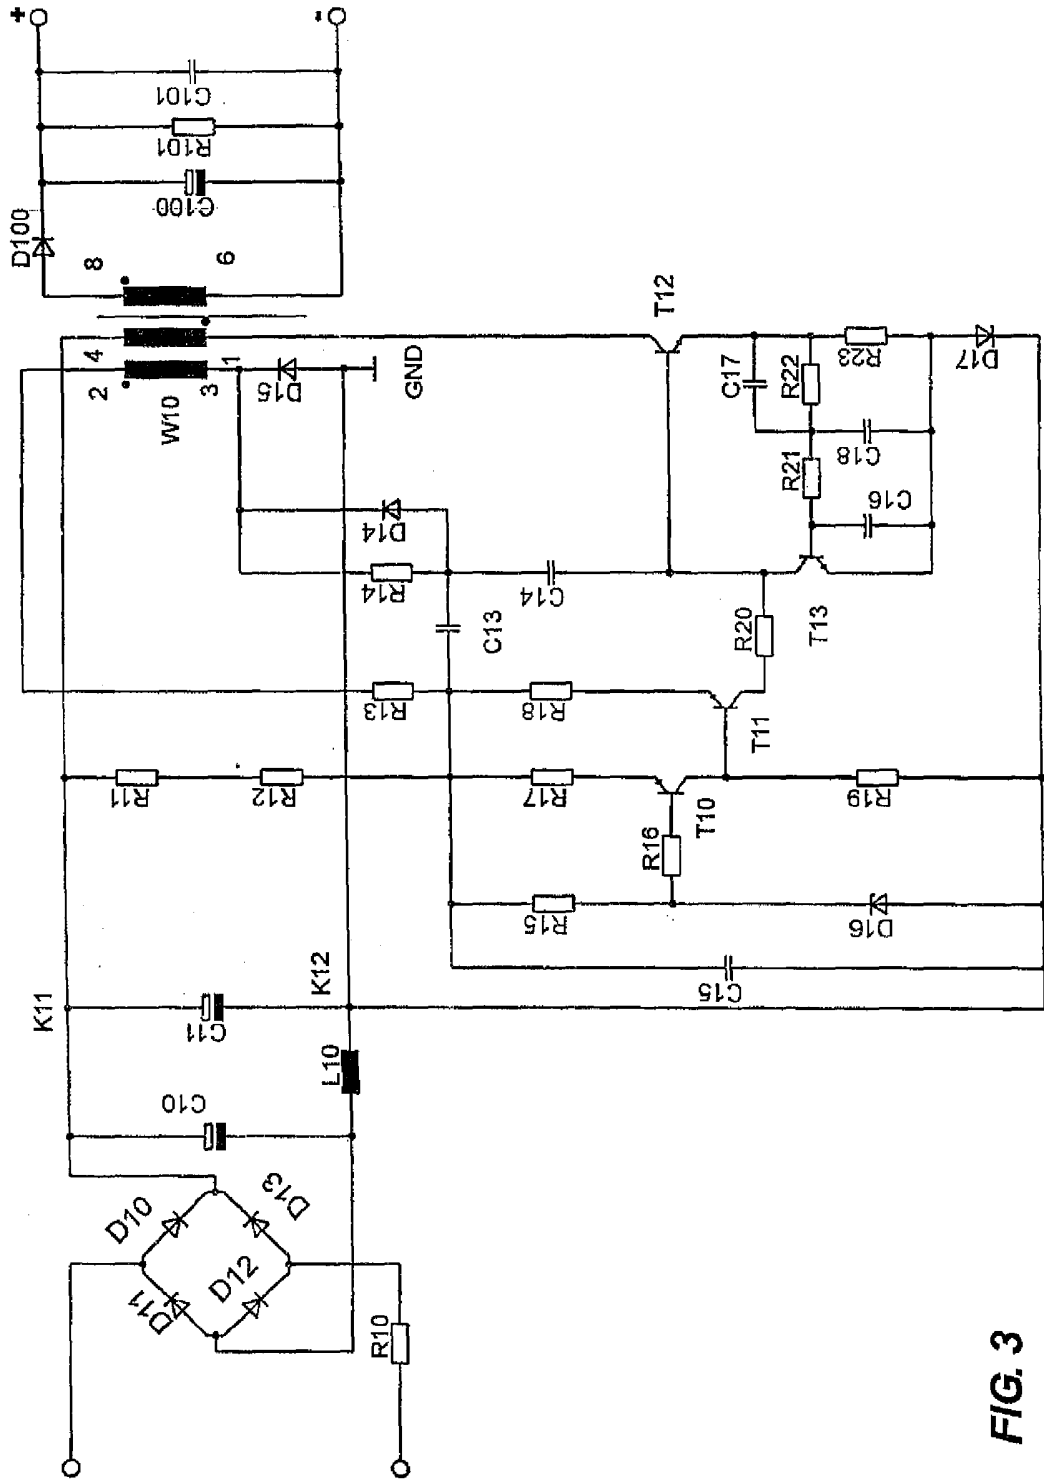 +
-
C101
R101
C100
D100
8
6
4
2
1
3
W10
D15
GND
T12
C17
R22
R23
D17
R21
C18
C16
D14
R14
C14
C13
R20
T13
R13
R18
T11
R11
R12
R17
T10
R19
R16
R15
D16
C15
K11
K12
C11
L10
C10
D10
D13
D11
D12
R10
FIG. 3